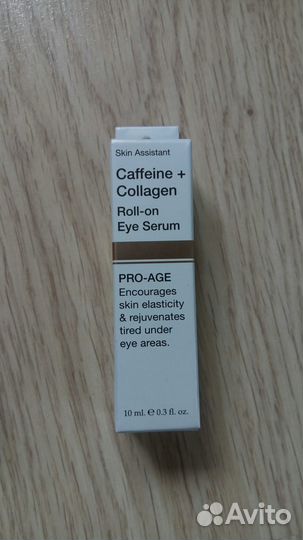 Skin Assistant
Caffeine +
Collagen
Roll-on
Eye Serum
PRO-AGE
Encourages
skin elasticity
& rejuvenates
tired under
eye areas.
10 ml. ℮ 0.3 fl. oz.
Avito